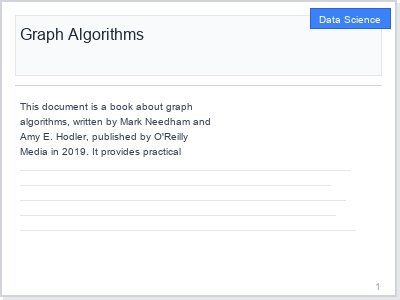 Data Science
Graph Algorithms
This document is a book about graph
algorithms, written by Mark Needham and
Amy E. Hodler, published by O'Reilly
Media in 2019. It provides practical
1